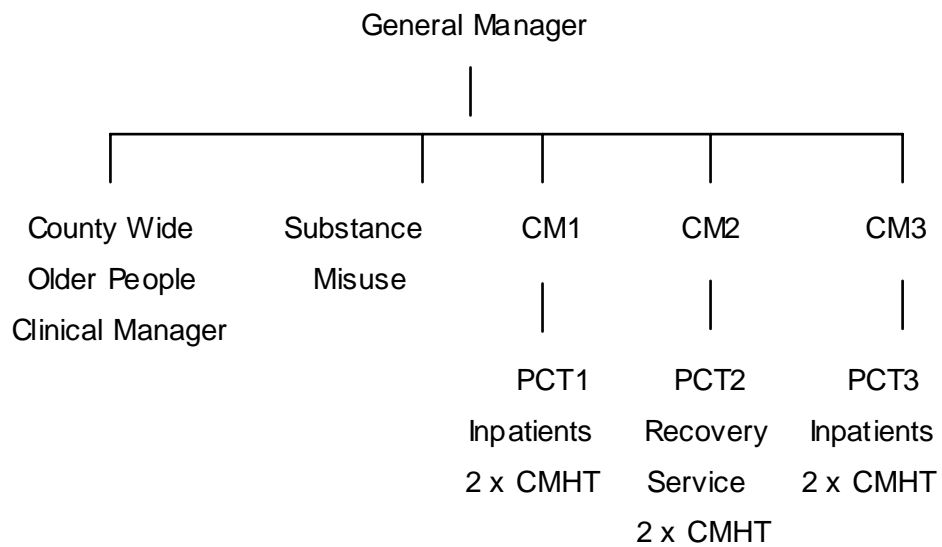 General Manager
County Wide
Older People
Clinical Manager
Substance
Misuse
CM1
CM2
CM3
PCT1
Inpatients
2 x CMHT
PCT2
Recovery
Service
2 x CMHT
PCT3
Inpatients
2 x CMHT